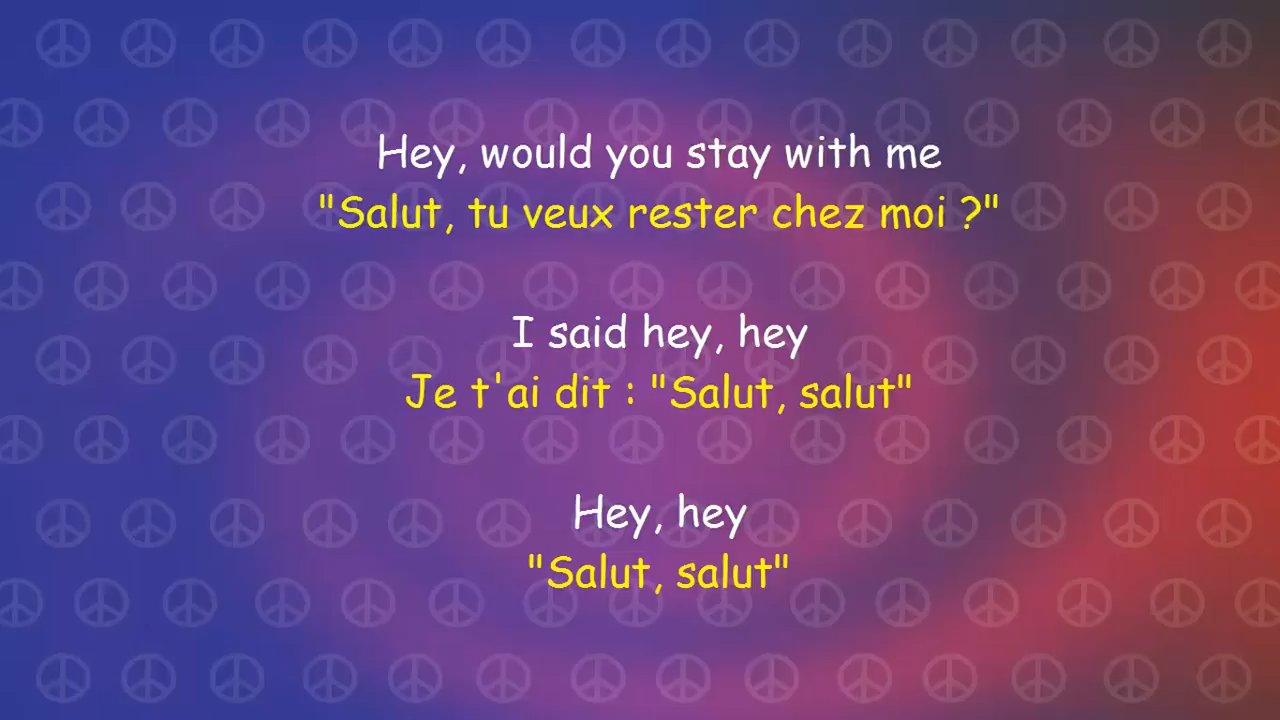 Hey, would you stay with me
"Salut, tu veux rester chez moi ?"
I said hey, hey
Je t'ai dit : "Salut, salut"
Hey, hey
"Salut, salut"